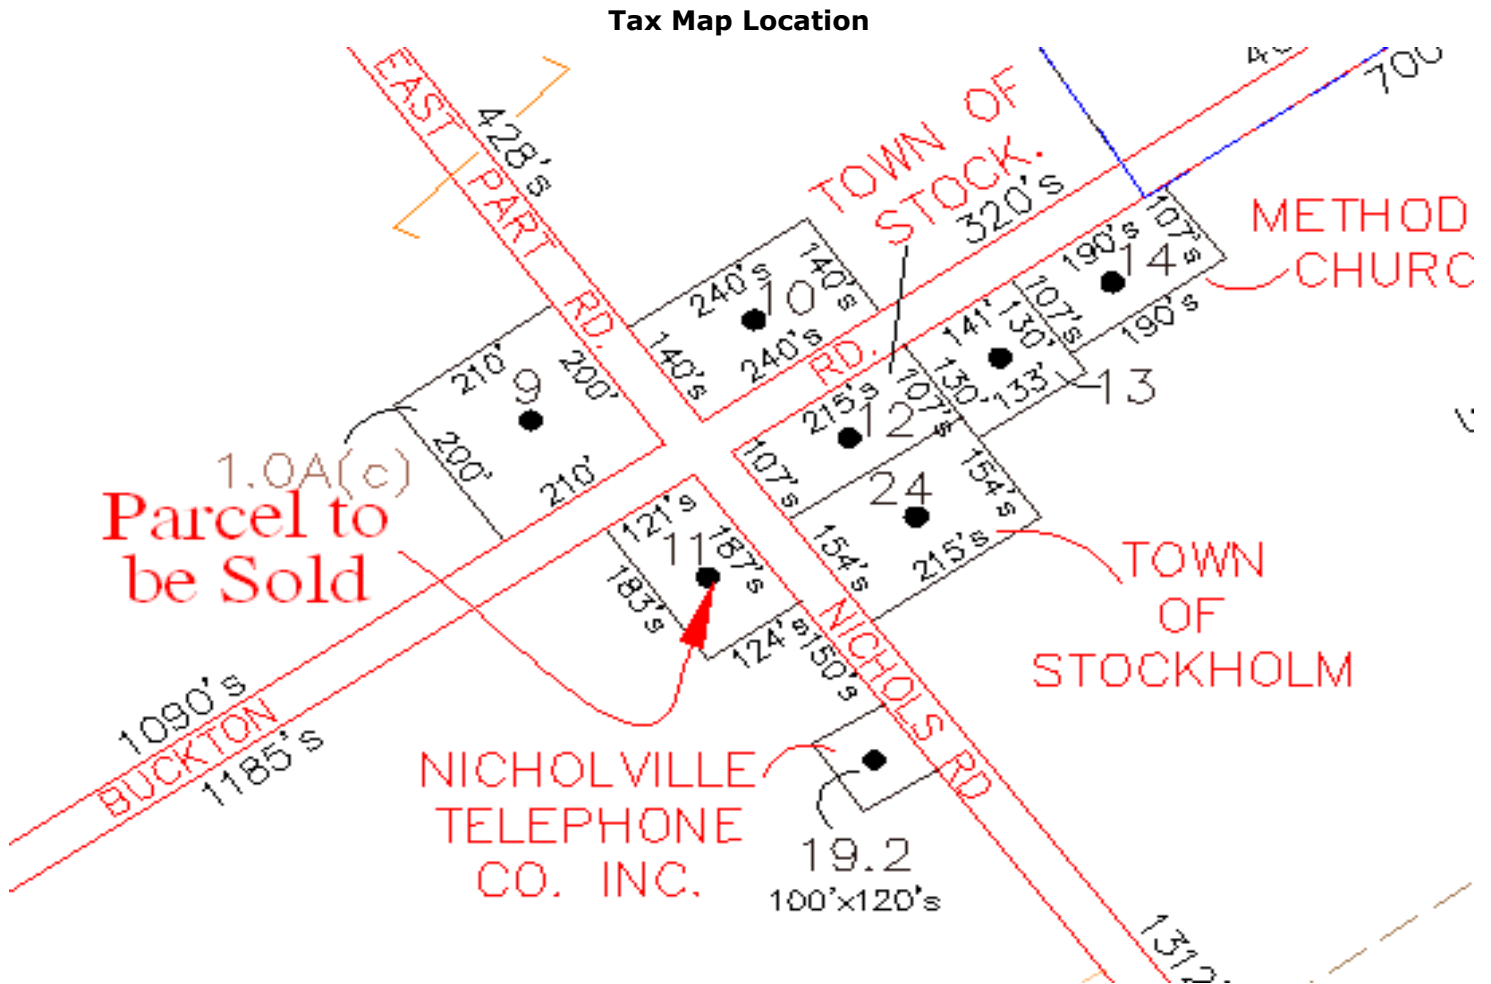 Tax Map Location
EAST PART RD.
428's
TOWN OF
STOCK.
320's
700
METHOD
CHURC
107's
190's
14
107's
190's
240's
140's
10
240's
140's
RD.
141'
130'
130'
133'
13
215's
107's
12
107'
107's
210'
200'
9
200'
210'
1.0A(c)
Parcel to
be Sold
24
154's
154's
215's
121's
11
187's
183's
124's
150's
TOWN
OF
STOCKHOLM
NICHOLS RD
1090's
BUCKTON
1185's
NICHOLVILLE
TELEPHONE
CO. INC.
19.2
100'x120's
1312'